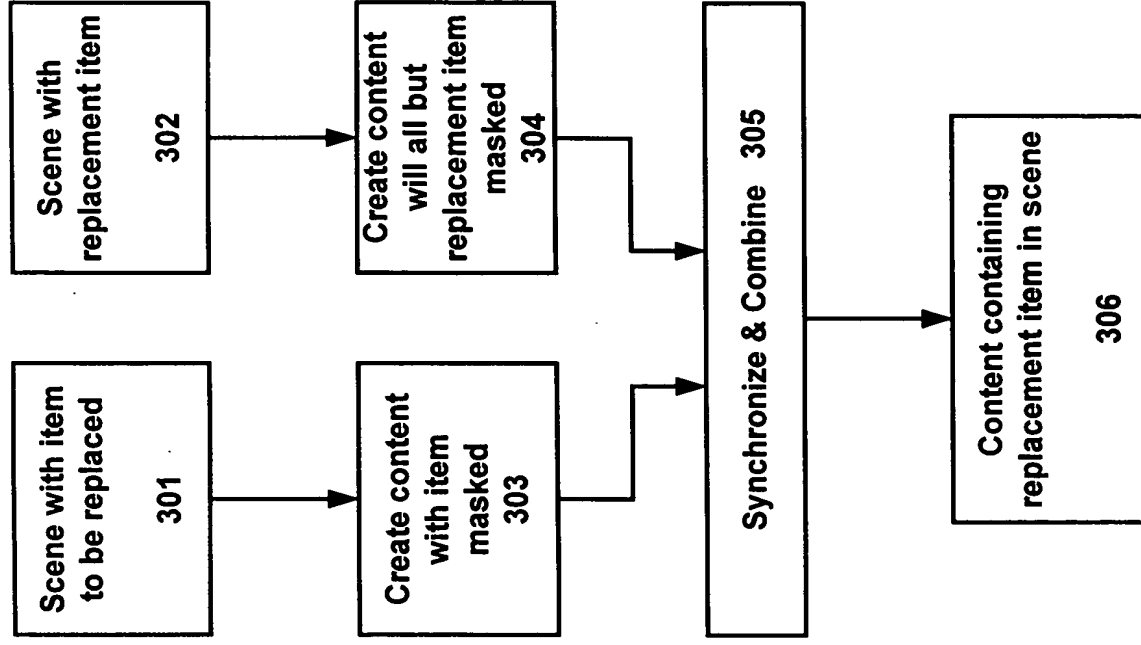 Scene with item
to be replaced
301
Scene with
replacement item
302
Create content
with item
masked
303
Create content
will all but
replacement item
masked
304
Synchronize & Combine 305
Content containing
replacement item in scene
306